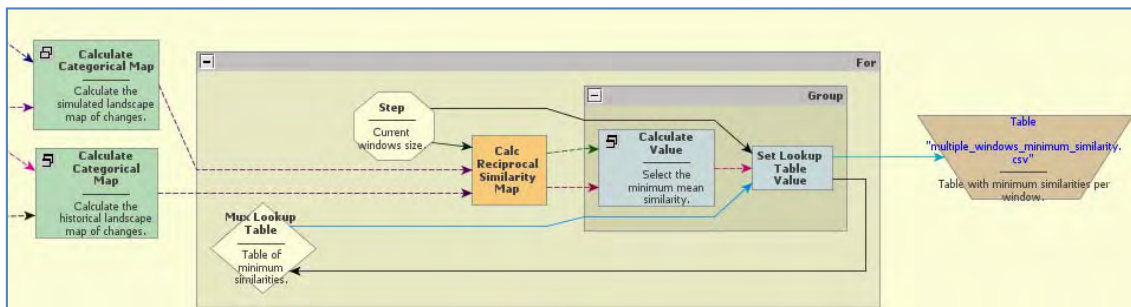 Calculate
Categorical Map
Calculate the
simulated landscape
map of changes.
Calculate
Categorical Map
Calculate the
historical landscape
map of changes.
For
Step
Current
windows size.
Mux Lookup
Table
Table of
minimum
similarities.
Calc
Reciprocal
Similarity
Map
Group
Calculate
Value
Select the
minimum mean
similarity.
Set Lookup
Table
Value
Table
"multiple_windows_minimum_similarity.
csv"
Table with minimum similarities per
window.